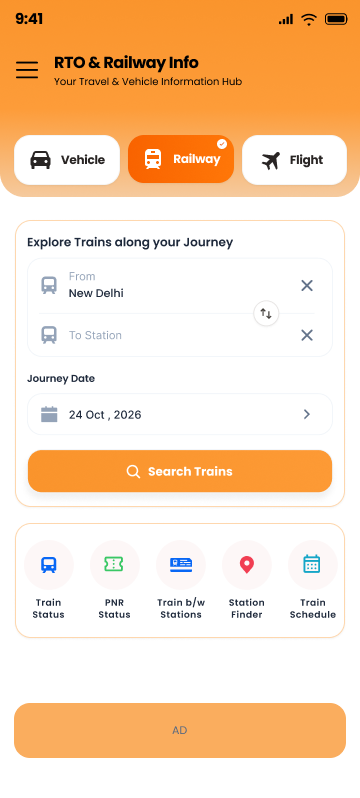 9:41
RTO & Railway Info
Your Travel & Vehicle Information Hub
Vehicle
Railway
Flight
Explore Trains along your Journey
From
New Delhi
To Station
Journey Date
24 Oct , 2026
Search Trains
Train
Status
PNR
Status
Train b/w
Stations
Station
Finder
Train
Schedule
AD